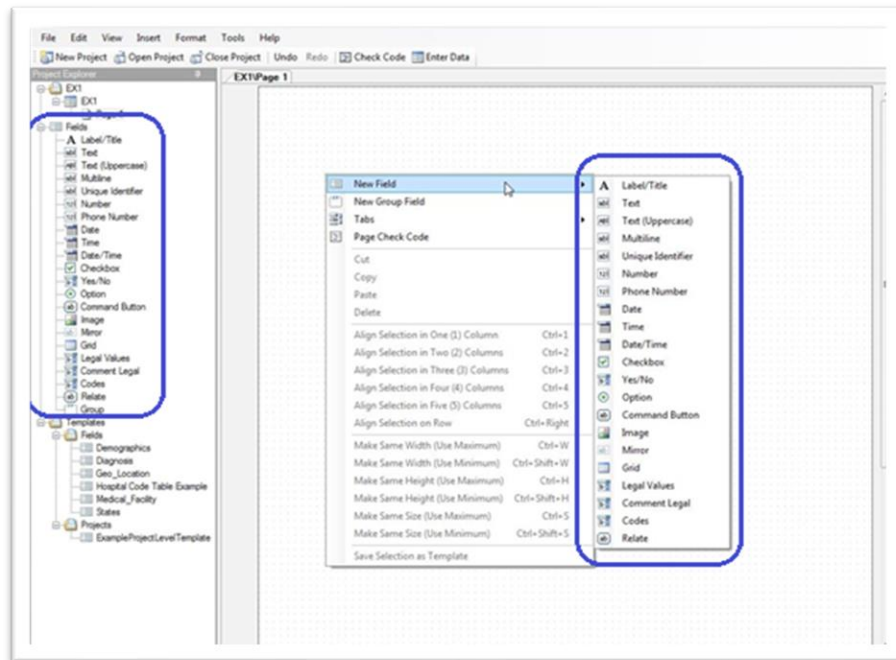 File Edit View Insert Format Tools Help
New Project Open Project Close Project Undo Redo Check Code Enter Data
Project Explorer
EX1
EX1
Fields
Label/Title
Text
Text (Uppercase)
Multiline
Unique Identifier
Number
Phone Number
Date
Time
Date/Time
Checkbox
Yes/No
Option
Command Button
Image
Mirror
Grid
Legal Values
Comment Legal
Codes
Relate
Group
Templates
Fields
Demographics
Diagnosis
Geo_Location
Hospital Code Table Example
Medical_Facility
States
Projects
ExampleProjectLevelTemplate
EX1\Page 1
New Field
New Group Field
Tabs
Page Check Code
Cut
Copy
Paste
Delete
Align Selection in One (1) Column Ctrl+1
Align Selection in Two (2) Columns Ctrl+2
Align Selection in Three (3) Columns Ctrl+3
Align Selection in Four (4) Columns Ctrl+4
Align Selection in Five (5) Columns Ctrl+5
Align Selection on Row Ctrl+Right
Make Same Width (Use Maximum) Ctrl+W
Make Same Width (Use Minimum) Ctrl+Shift+W
Make Same Height (Use Maximum) Ctrl+H
Make Same Height (Use Minimum) Ctrl+Shift+H
Make Same Size (Use Maximum) Ctrl+S
Make Same Size (Use Minimum) Ctrl+Shift+S
Save Selection as Template
Label/Title
Text
Text (Uppercase)
Multiline
Unique Identifier
Number
Phone Number
Date
Time
Date/Time
Checkbox
Yes/No
Option
Command Button
Image
Mirror
Grid
Legal Values
Comment Legal
Codes
Relate